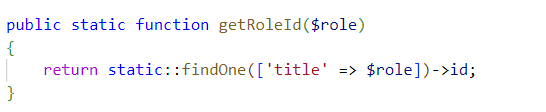 public static function getRoleId($role)
{
    return static::findOne(['title' => $role])->id;
}